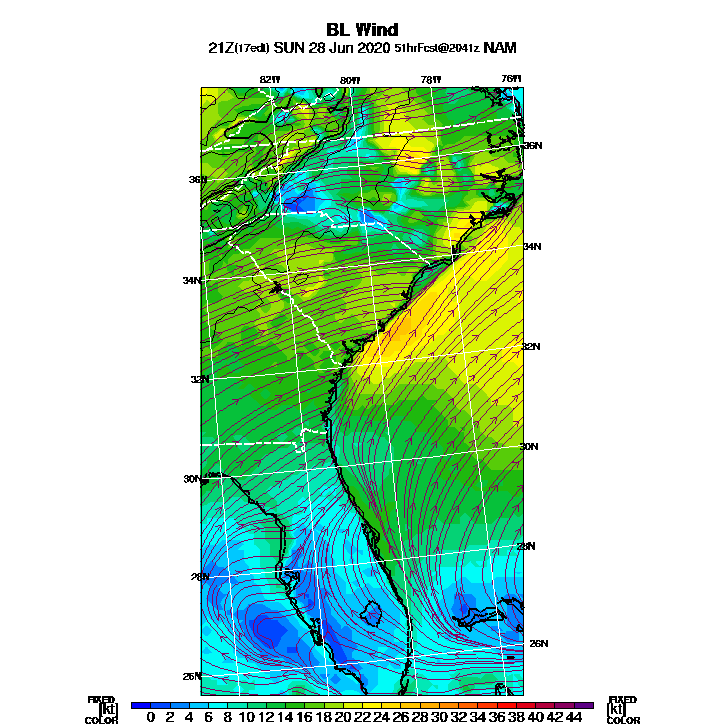 BL Wind
21Z(17edt) SUN 28 Jun 2020 51hrFcst@2041z NAM
82W 80W 78W 76W
36N
36N
34N
34N
32N
32N
30N
30N
28N
28N
26N
26N
FIXED FIXED
[kt] [kt]
COLOR COLOR
0 2 4 6 8 10 12 14 16 18 20 22 24 26 28 30 32 34 36 38 40 42 44